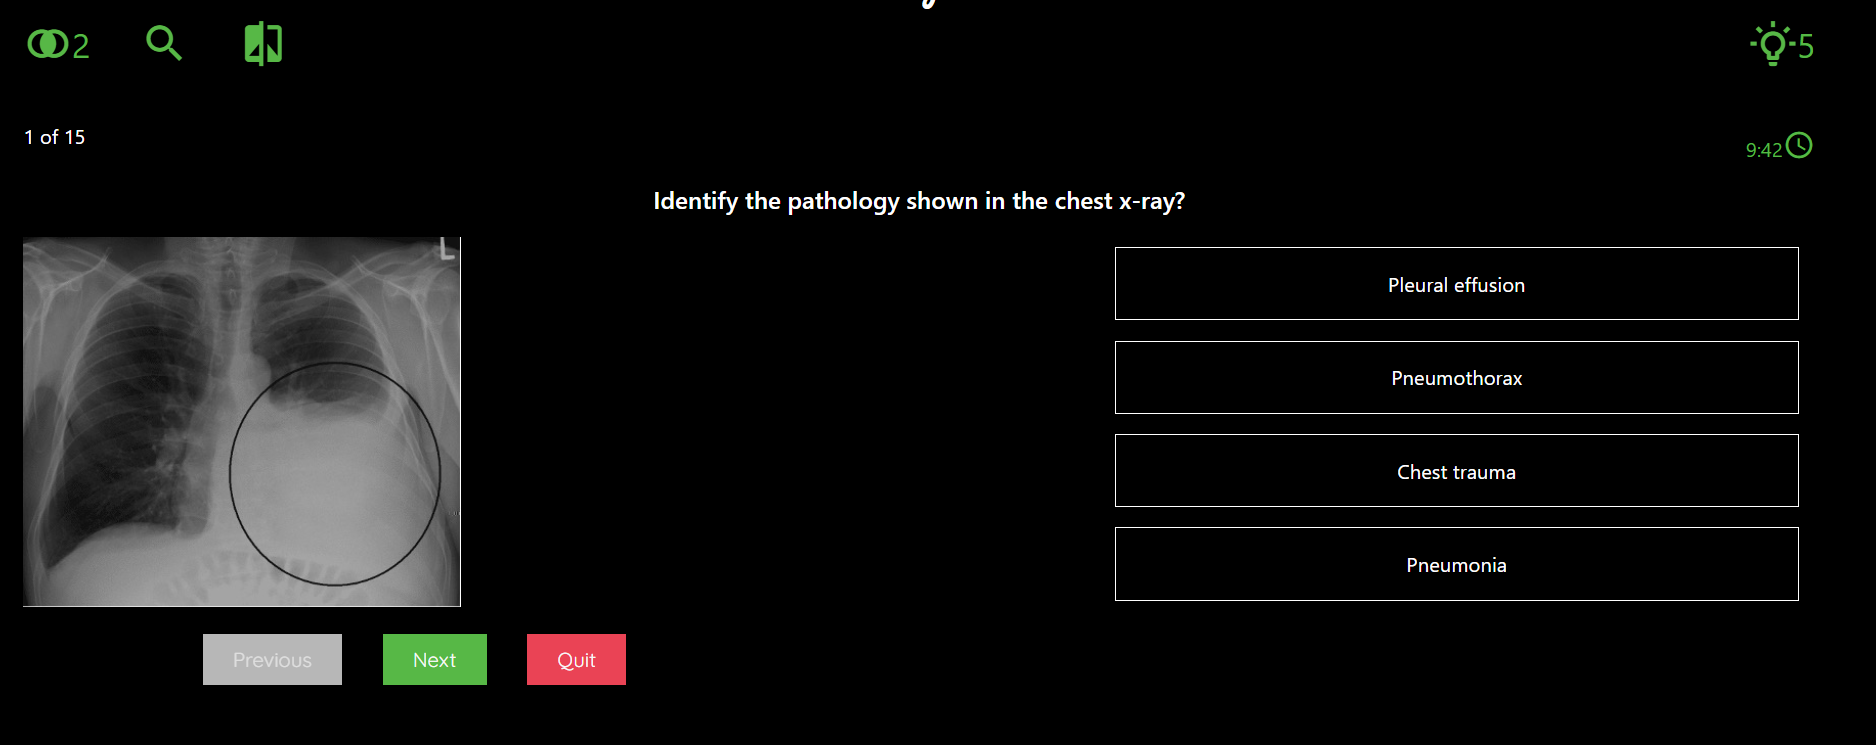 2
5
1 of 15
9:42
Identify the pathology shown in the chest x-ray?
L
Pleural effusion
Pneumothorax
Chest trauma
Pneumonia
Previous
Next
Quit